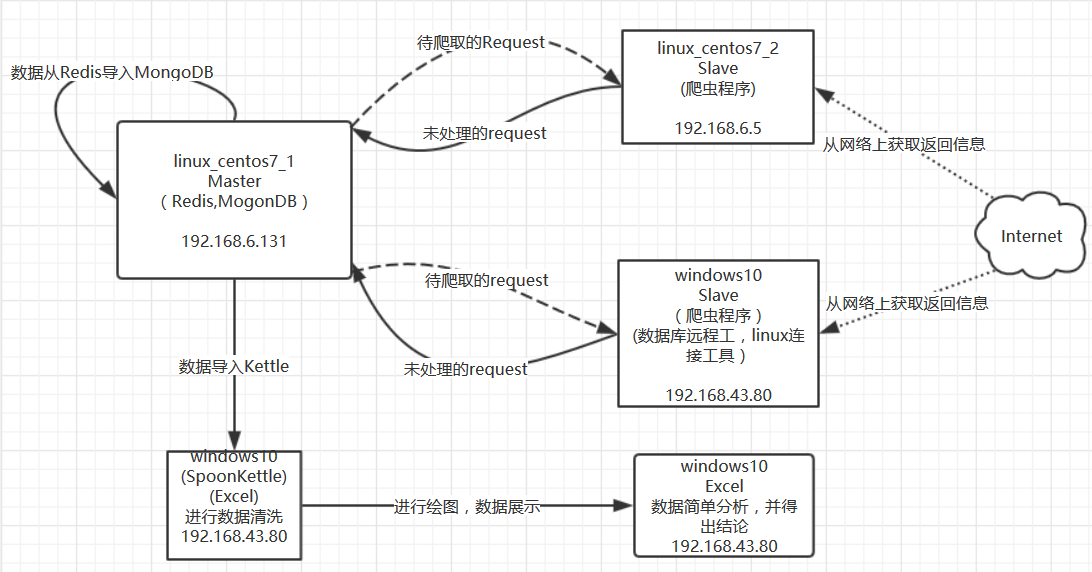 待爬取的Request
linux_centos7_2
Slave
(爬虫程序)
192.168.6.5
数据从Redis导入MongoDB
未处理的request
从网络上获取返回信息
linux_centos7_1
Master
（Redis,MogonDB）
192.168.6.131
Internet
待爬取的request
windows10
Slave
（爬虫程序）
(数据库远程工，linux连
接工具）
192.168.43.80
从网络上获取返回信息
未处理的request
数据导入Kettle
windows10
(SpoonKettle)
(Excel)
进行数据清洗
192.168.43.80
进行绘图，数据展示
windows10
Excel
数据简单分析，并得
出结论
192.168.43.80